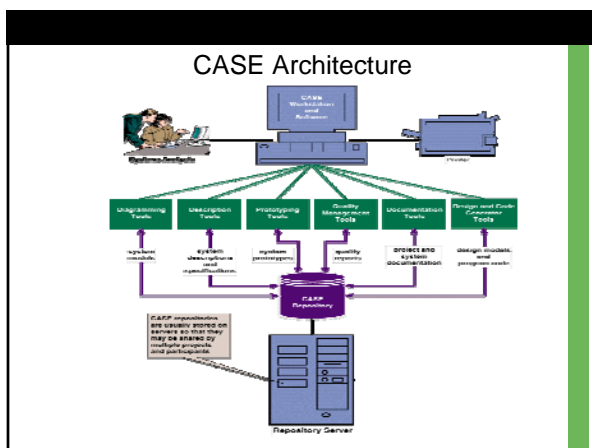 CASE Architecture
CASE
Workstation
and
Software
Systems Analysts
Printer
Diagramming
Tools
Description
Tools
Prototyping
Tools
Quality
Management
Tools
Documentation
Tools
Design and Code
Generator
Tools
system
models
system
descriptions
and
specifications
system
prototypes
quality
reports
project and
system
documentation
design models
and
program code
CASE
Repository
CASE repositories
are usually stored on
servers so that they
may be shared by
multiple projects
and participants
Repository Server